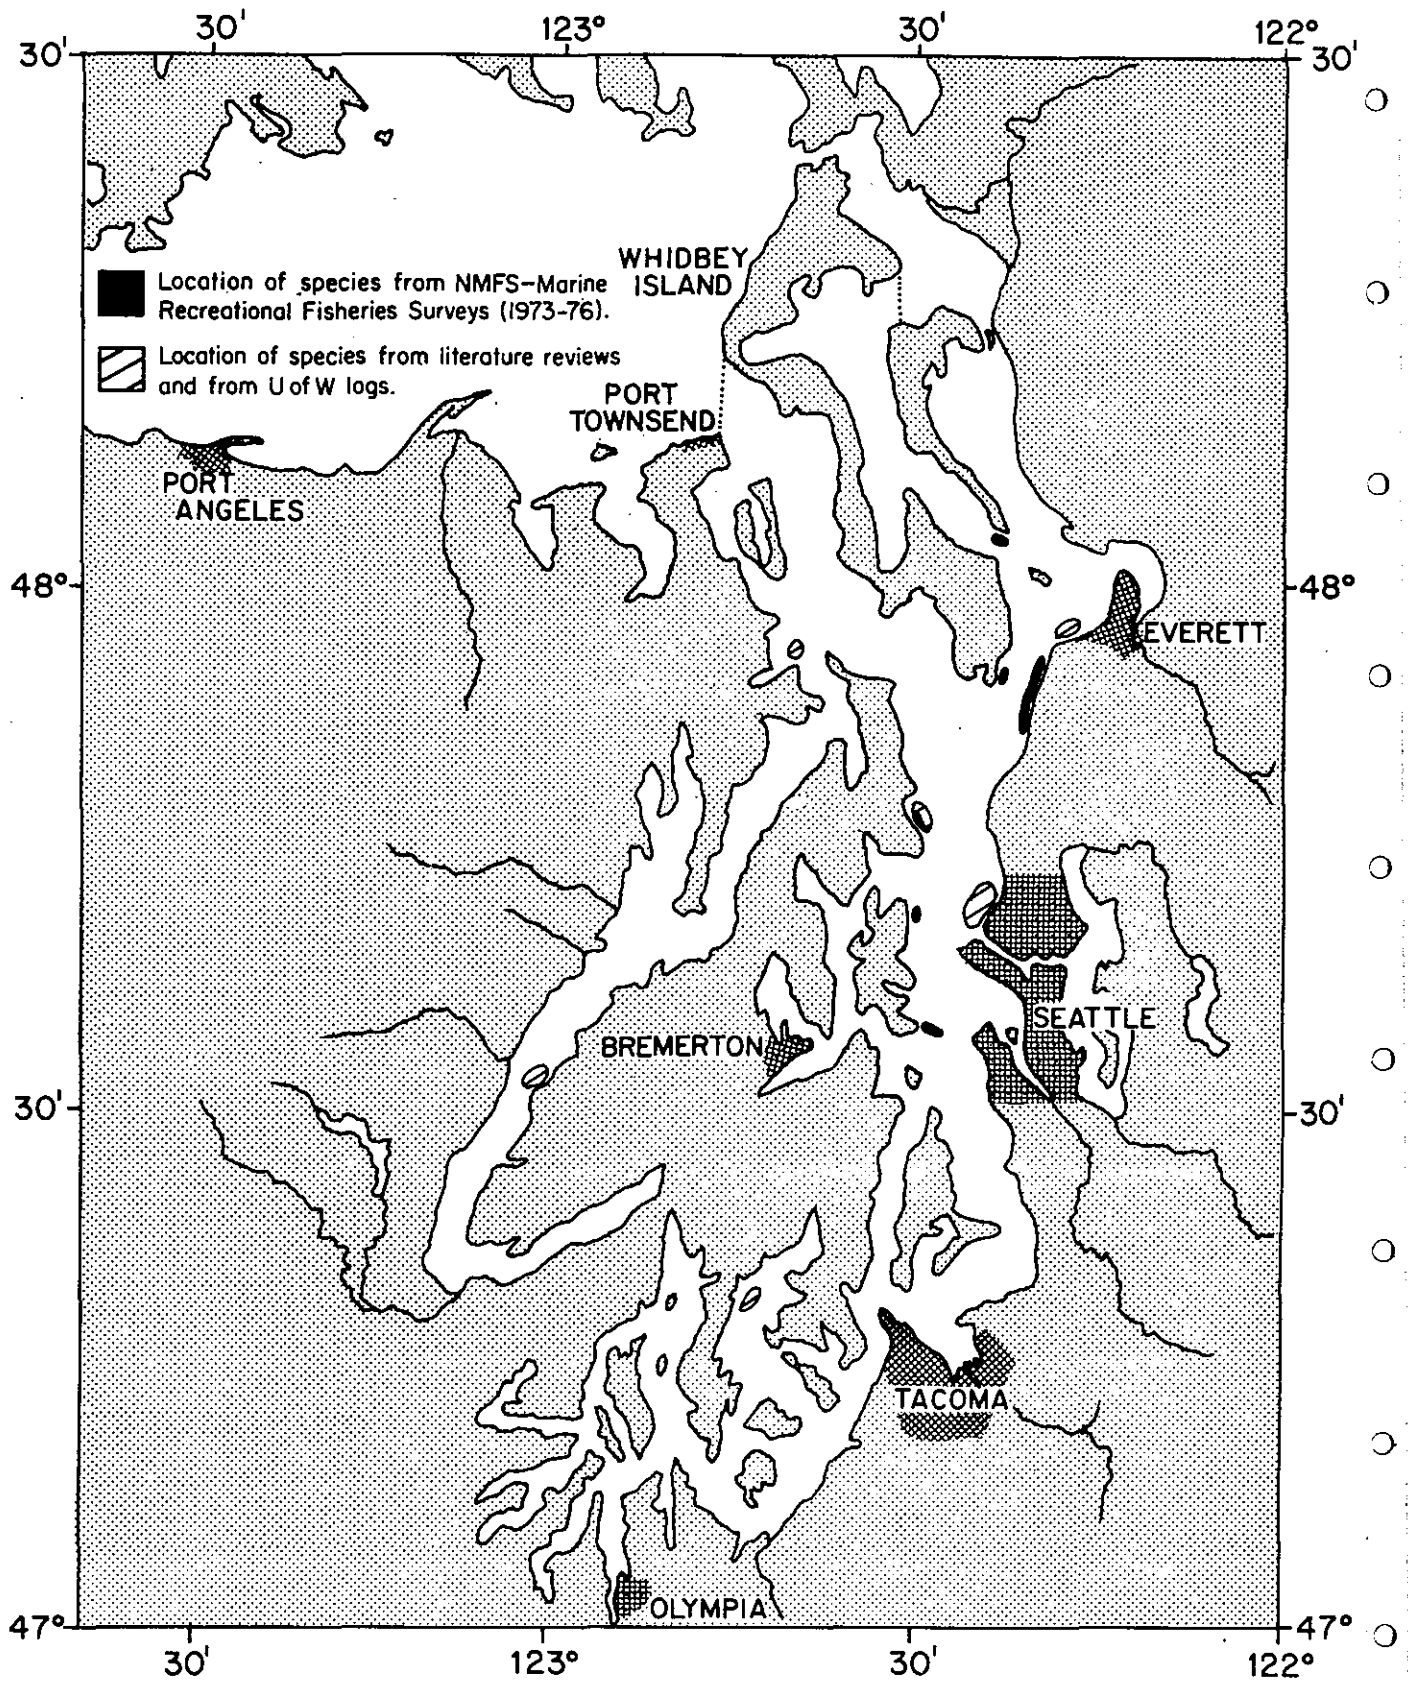 30'
123°
30'
122°
30'
30'
WHIDBEY
ISLAND
Location of species from NMFS-Marine
Recreational Fisheries Surveys (1973-76).
Location of species from literature reviews
and from U of W logs.
PORT
TOWNSEND
PORT
ANGELES
48°
48°
EVERETT
SEATTLE
BREMERTON
30'
30'
TACOMA
OLYMPIA
47°
47°
30'
123°
30'
122°